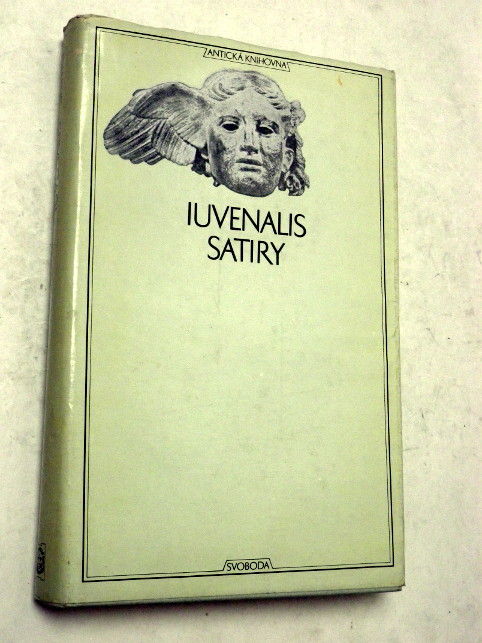 ANTICKÁ KNIHOVNA
IUVENALIS
SATIRY
SVOBODA